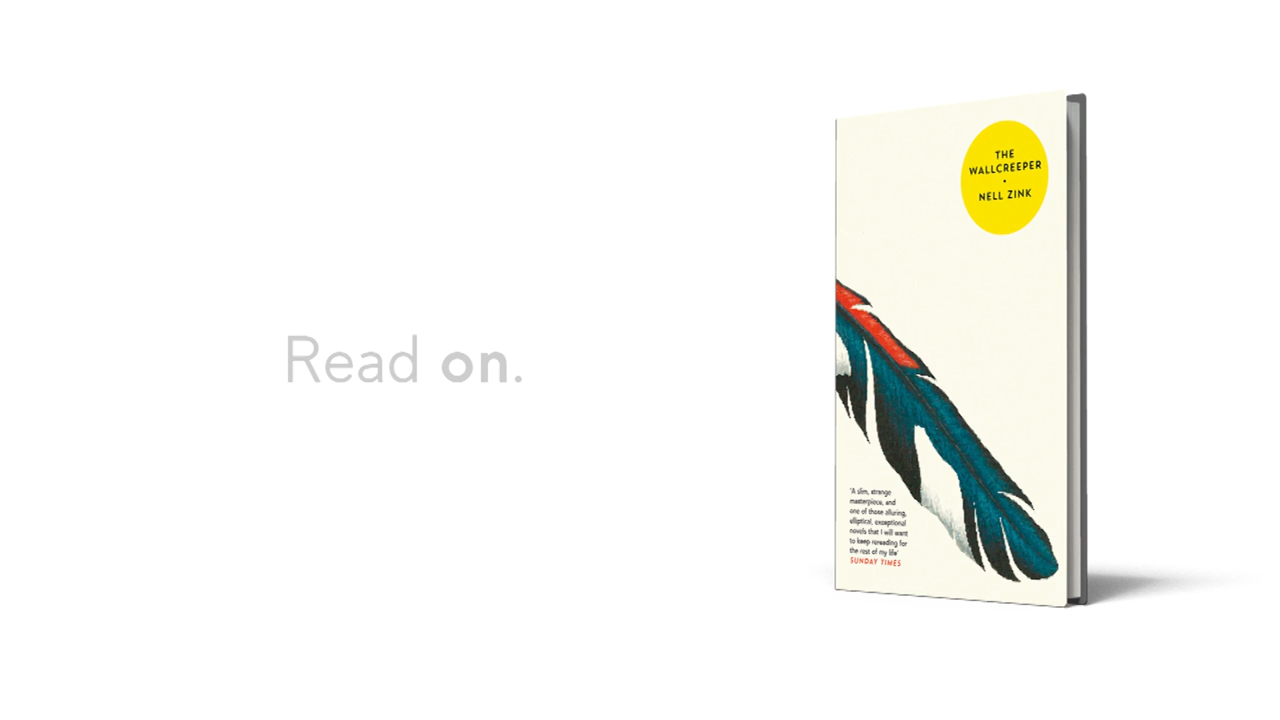 Read on.
THE
WALLCREEPER
•
NELL ZINK
'A slim, strange
masterpiece, and
one of those alluring,
elliptical, exceptional
novels that I will want
to keep rereading for
the rest of my life'
SUNDAY TIMES